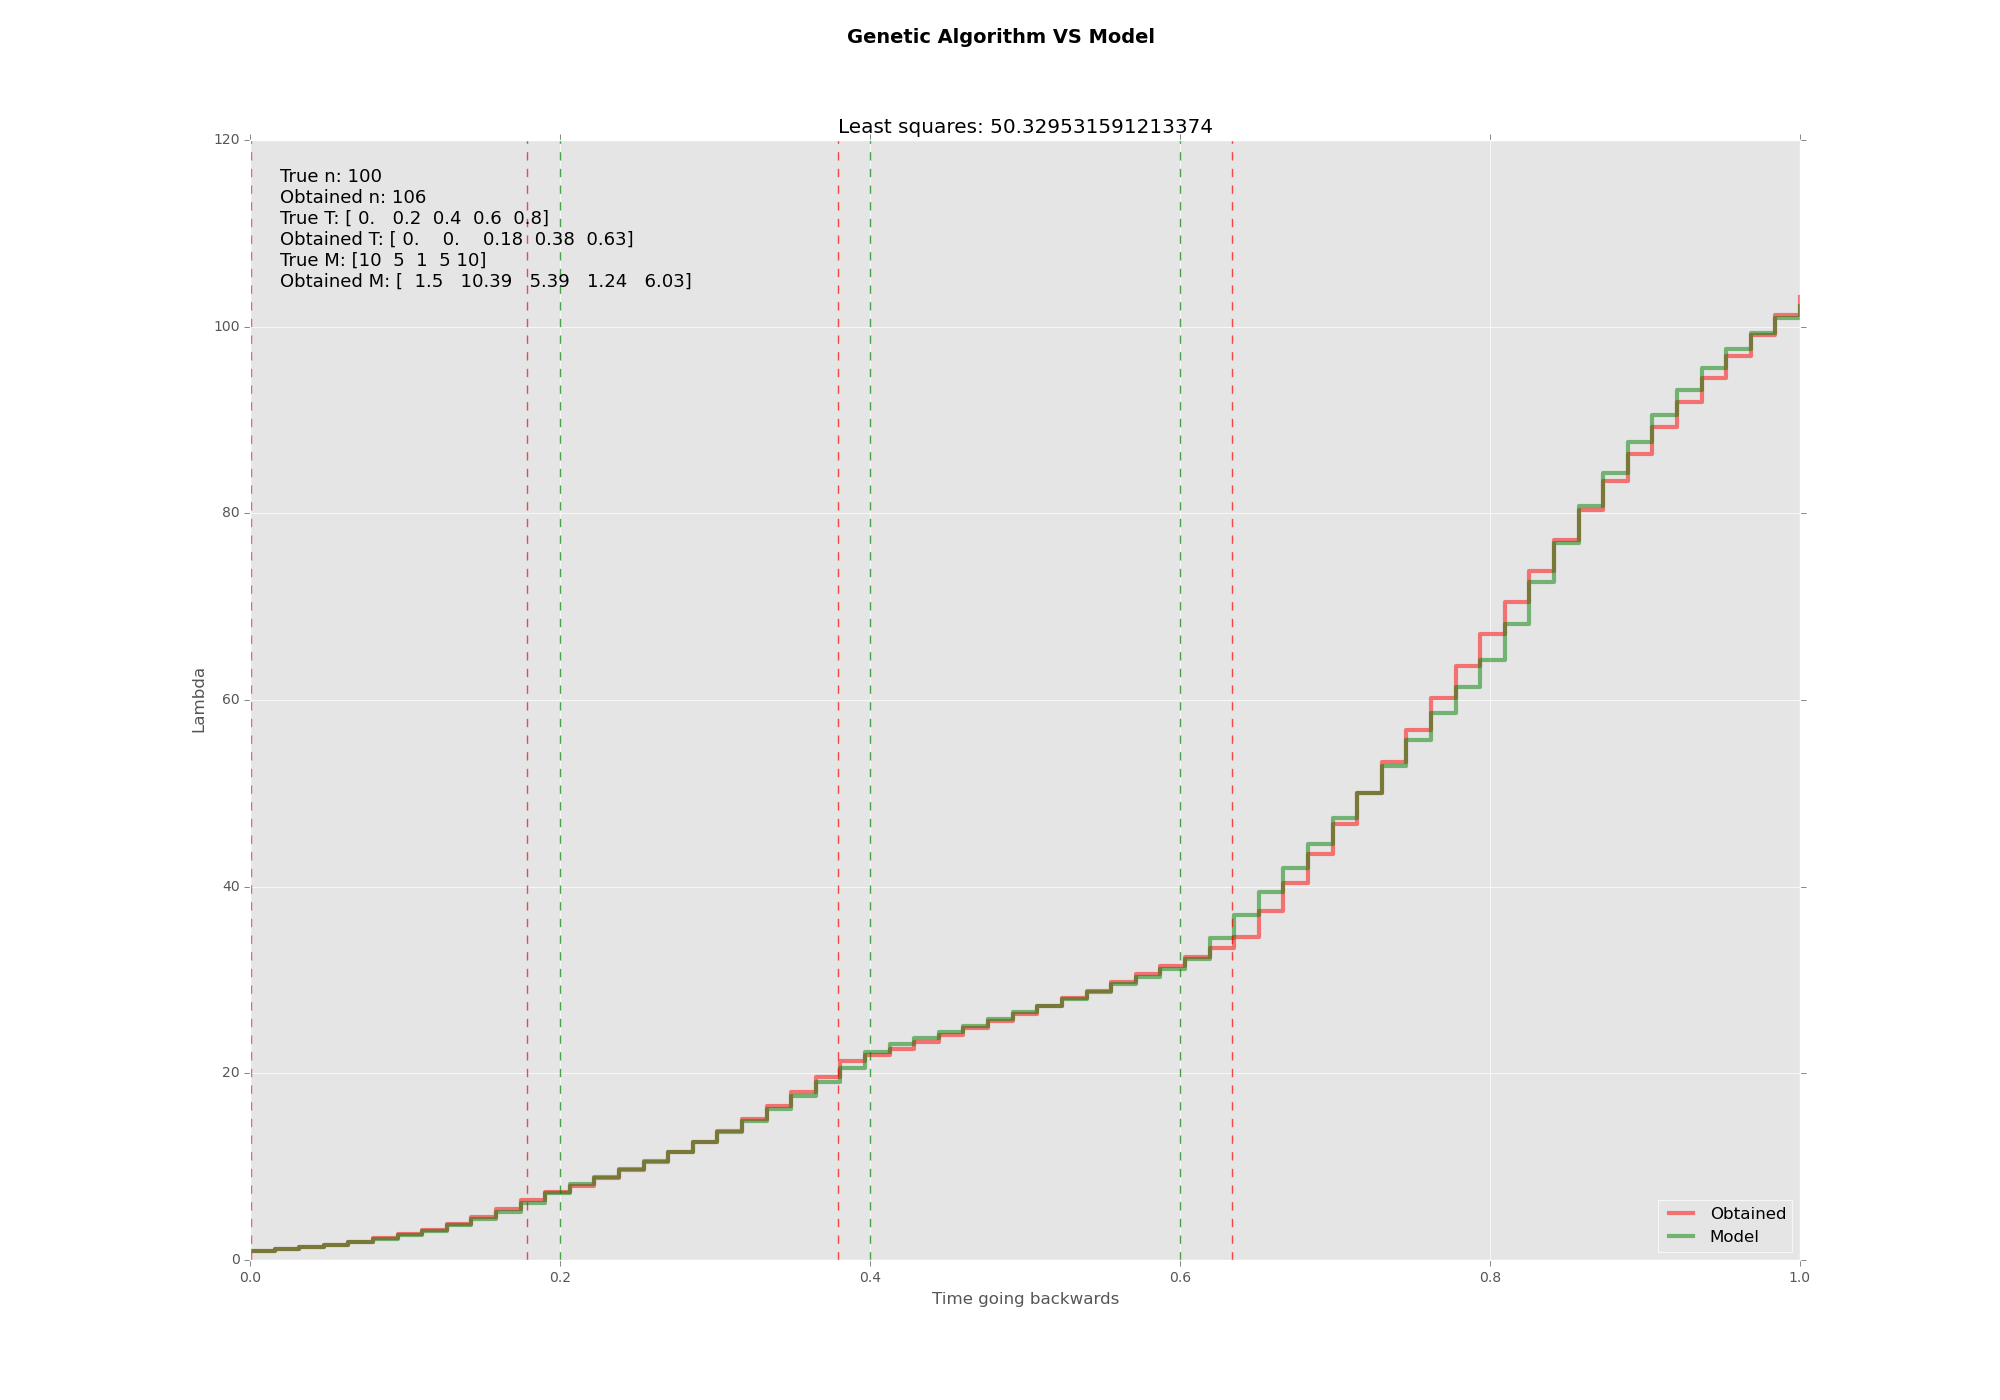 Genetic Algorithm VS Model
Least squares: 50.329531591213374
120
True n: 100
Obtained n: 106
True T: [ 0.   0.2  0.4  0.6  0.8]
Obtained T: [ 0.    0.    0.18  0.38  0.63]
True M: [10  5  1  5 10]
Obtained M: [  1.5   10.39   5.39   1.24   6.03]
100
80
60
40
20
0
Lambda
Obtained
Model
0.0 0.2 0.4 0.6 0.8 1.0
Time going backwards